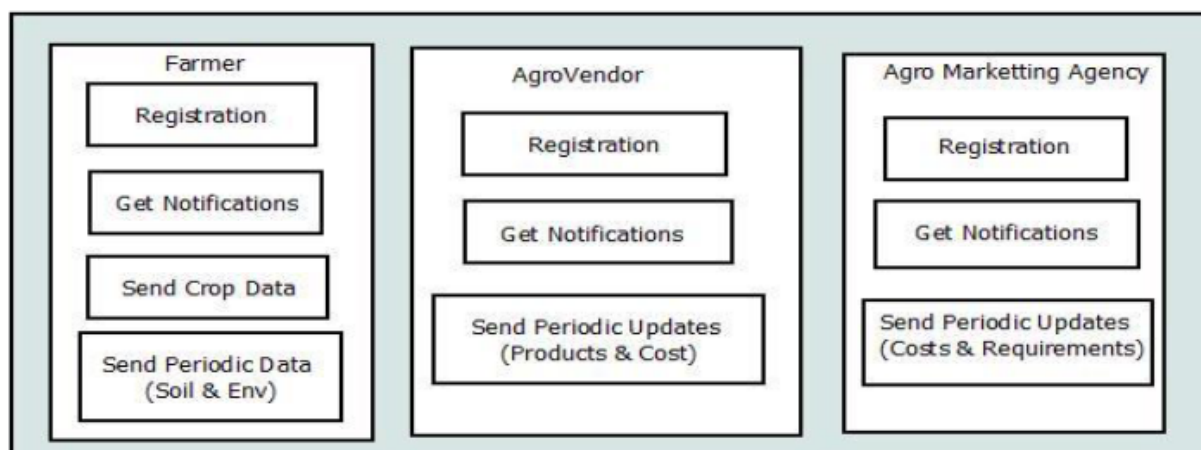 Farmer
Registration
Get Notifications
Send Crop Data
Send Periodic Data
(Soil & Env)
AgroVendor
Registration
Get Notifications
Send Periodic Updates
(Products & Cost)
Agro Marketting Agency
Registration
Get Notifications
Send Periodic Updates
(Costs & Requirements)